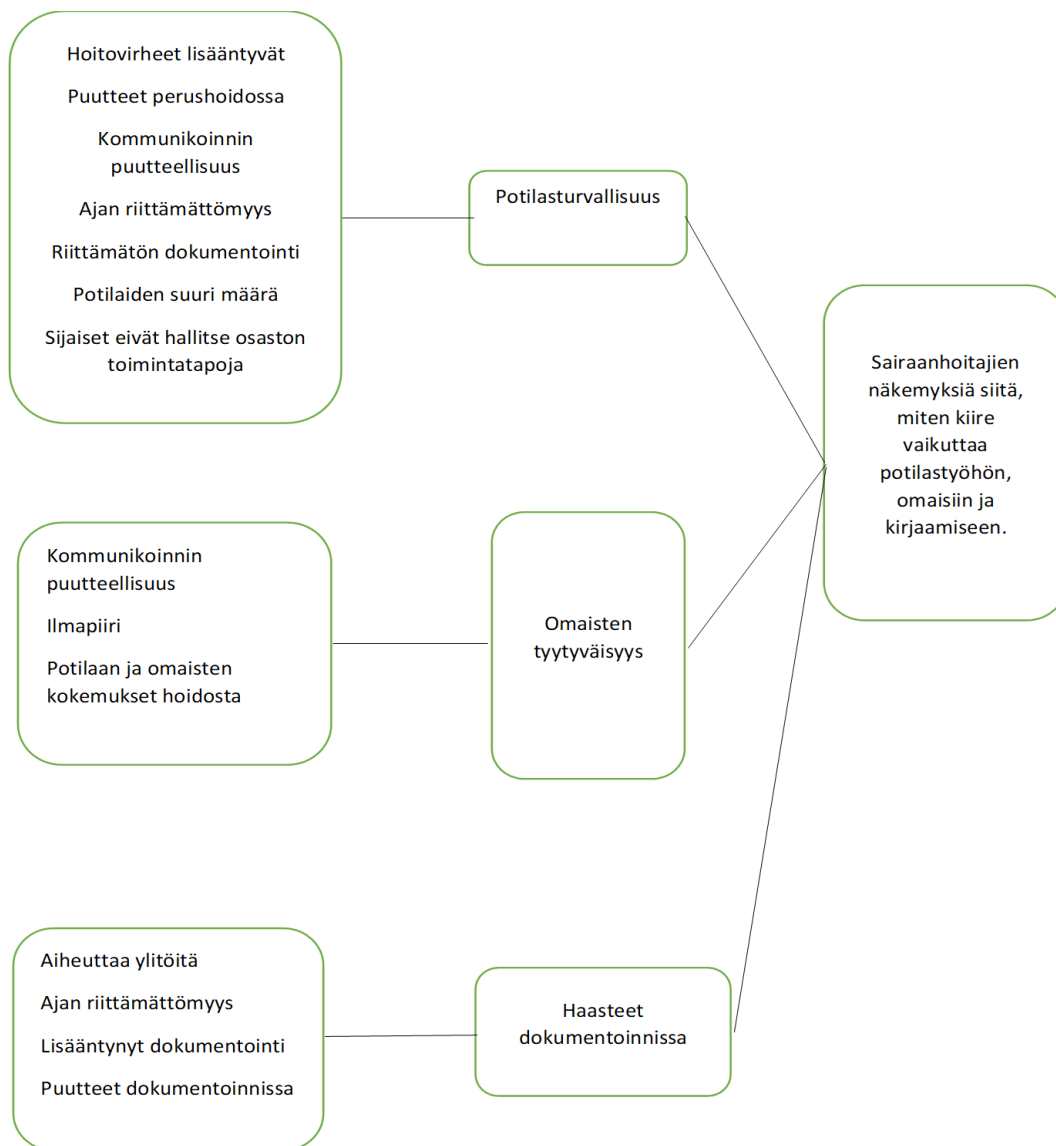 Hoitovirheet lisääntyvät
Puutteet perushoidossa
Kommunikoinnin
puutteellisuus
Ajan riittämättömyys
Riittämätön dokumentointi
Potilaiden suuri määrä
Sijaiset eivät hallitse osaston
toimintatapoja
Potilasturvallisuus
Sairaanhoitajien
näkemyksiä siitä,
miten kiire
vaikuttaa
potilastyöhön,
omaisiin ja
kirjaamiseen.
Kommunikoinnin
puutteellisuus
Ilmapiiri
Potilaan ja omaisten
kokemukset hoidosta
Omaisten
tyytyväisyys
Aiheuttaa ylitöitä
Ajan riittämättömyys
Lisääntynyt dokumentointi
Puutteet dokumentoinnissa
Haasteet
dokumentoinnissa